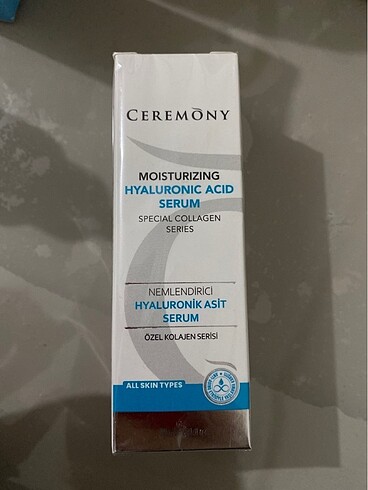 CEREMONY
MOISTURIZING
HYALURONIC ACID
SERUM
SPECIAL COLLAGEN
SERIES
NEMLENDİRİCİ
HYALURONİK ASİT
SERUM
ÖZEL KOLAJEN SERİSİ
ALL SKIN TYPES